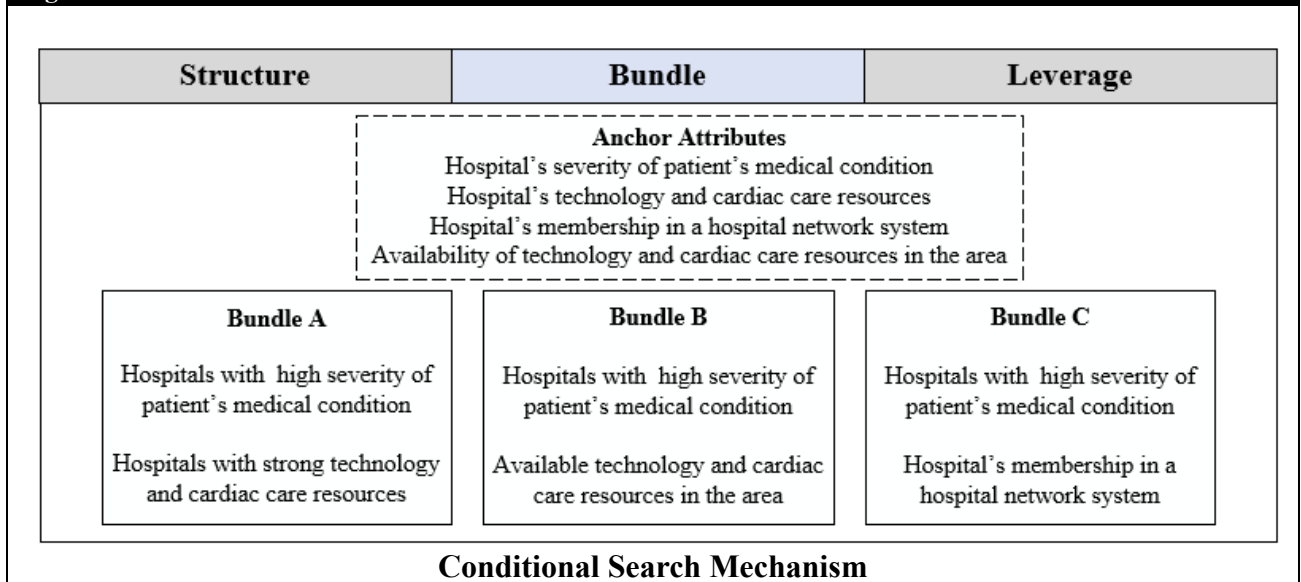 Structure
Bundle
Leverage
Anchor Attributes
Hospital's severity of patient's medical condition
Hospital's technology and cardiac care resources
Hospital's membership in a hospital network system
Availability of technology and cardiac care resources in the area
Bundle A
Hospitals with high severity of
patient's medical condition
Hospitals with strong technology
and cardiac care resources
Bundle B
Hospitals with high severity of
patient's medical condition
Available technology and cardiac
care resources in the area
Bundle C
Hospitals with high severity of
patient's medical condition
Hospital's membership in a
hospital network system
Conditional Search Mechanism